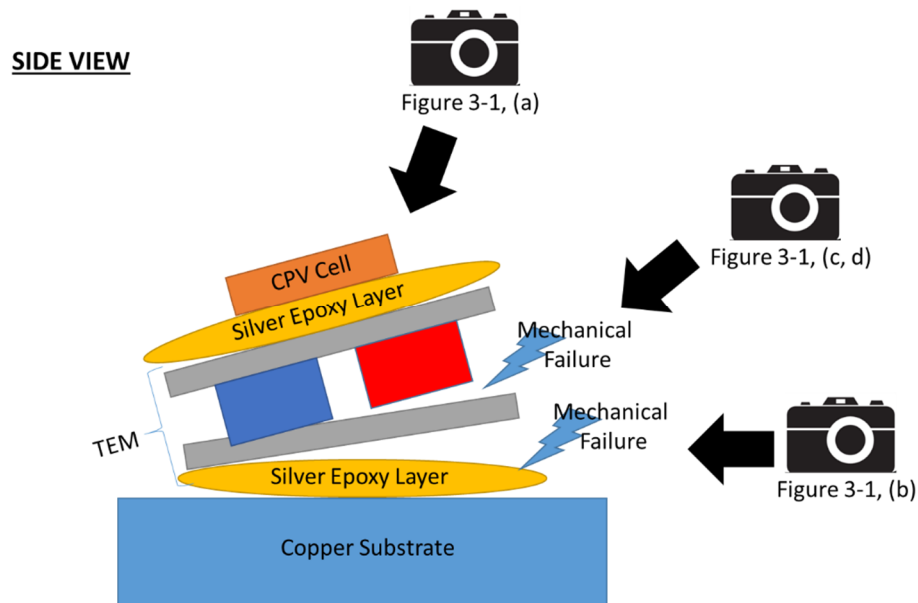 SIDE VIEW
Figure 3-1, (a)
Figure 3-1, (c, d)
CPV Cell
Silver Epoxy Layer
Mechanical
Failure
Mechanical
Failure
TEM
Silver Epoxy Layer
Figure 3-1, (b)
Copper Substrate